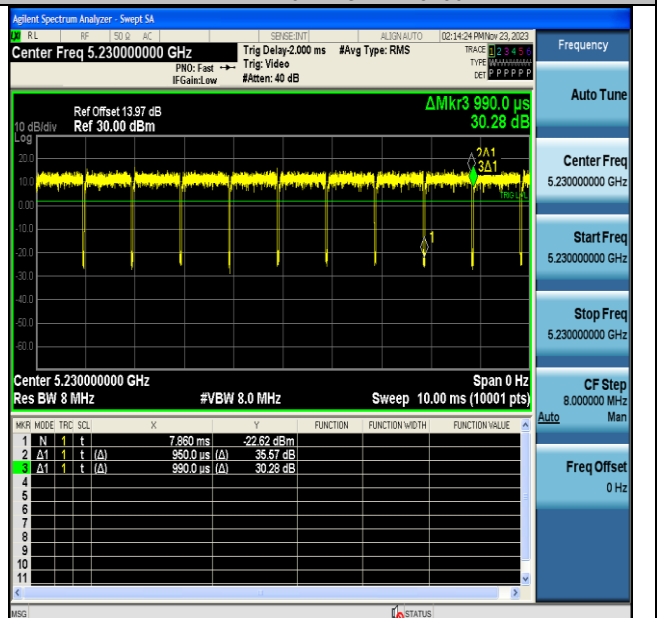 Agilent Spectrum Analyzer - Swept SA
RL RF 50 Ω AC SENSE:INT ALIGN AUTO 02:14:24 PM Nov 23, 2023
Center Freq 5.230000000 GHz
PNO: Fast
IFGain:Low
Trig Delay-2.000 ms
Trig: Video
#Atten: 40 dB
#Avg Type: RMS
TRACE 1 2 3 4 5 6
TYPE
DET P P P P P P
Frequency
Auto Tune
Center Freq
5.230000000 GHz
Start Freq
5.230000000 GHz
Stop Freq
5.230000000 GHz
CF Step
8.000000 MHz
Auto Man
Freq Offset
0 Hz
ΔMkr3 990.0 µs
30.28 dB
Ref Offset 13.97 dB
10 dB/div Ref 30.00 dBm
Log
20.0
10.0
0.00
-10.0
-20.0
-30.0
-40.0
-50.0
-60.0
2Δ1
3Δ1
1
Center 5.230000000 GHz Span 0 Hz
Res BW 8 MHz #VBW 8.0 MHz Sweep 10.00 ms (10001 pts)
MKR MODE TRC SCL X Y FUNCTION FUNCTION WIDTH FUNCTION VALUE
1 N 1 t 7.860 ms -22.62 dBm
2 Δ1 1 t (Δ) 950.0 µs (Δ) 35.57 dB
3 Δ1 1 t (Δ) 990.0 µs (Δ) 30.28 dB
4
5
6
7
8
9
10
11
MSG STATUS